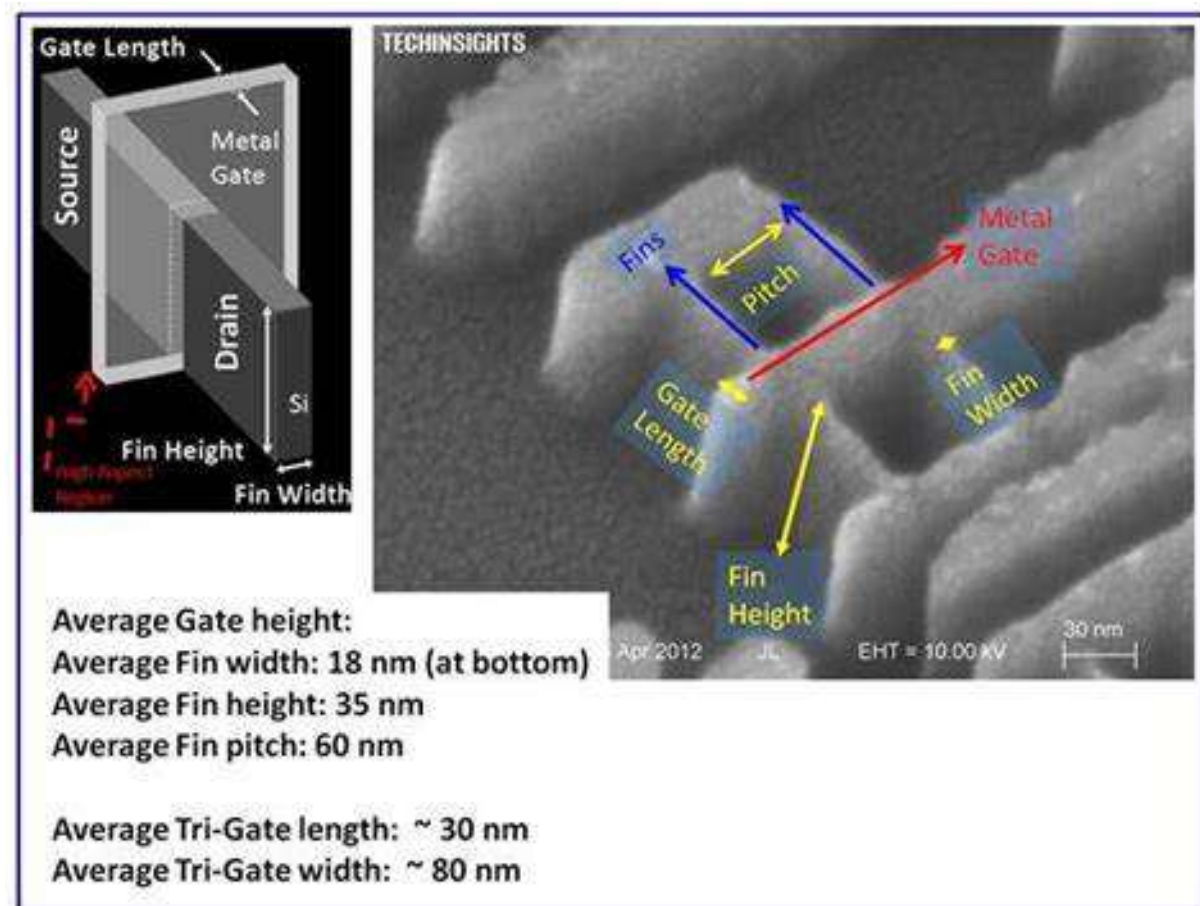 Gate Length
Metal
Gate
Source
Drain
Si
Fin Height
Fin Width
TECHINSIGHTS
Fins
Pitch
Metal
Gate
Gate
Length
Fin
Width
Fin
Height
Apr 2012 JL EHT = 10.00 kV 30 nm
Average Gate height:
Average Fin width: 18 nm (at bottom)
Average Fin height: 35 nm
Average Fin pitch: 60 nm
Average Tri-Gate length: ~ 30 nm
Average Tri-Gate width: ~ 80 nm